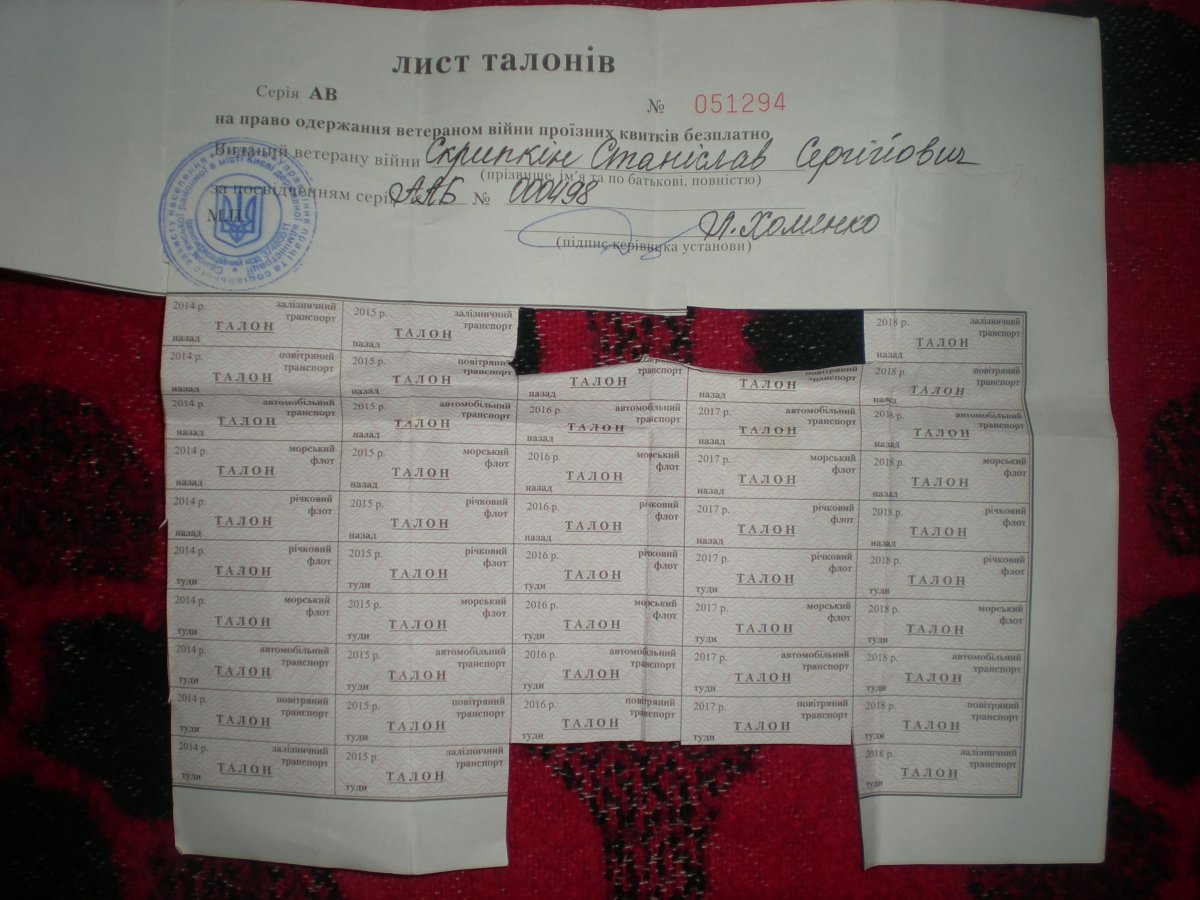 лист талонів
Серія АВ
№ 051294
на право одержання ветераном війни проїзних квитків безплатно
Виданий ветерану війни Скрипкін Станіслав Сергійович
(прізвище, ім'я та по батькові, повністю)
за посвідченням серії ААБ № 000498
М.П.
Хоменко
(підпис керівника установи)
2014 р. залізничний транспорт ТАЛОН назад
2015 р. залізничний транспорт ТАЛОН назад
2018 р. залізничний транспорт ТАЛОН назад
2014 р. повітряний транспорт ТАЛОН назад
2015 р. повітряний транспорт ТАЛОН назад
транспорт ТАЛОН назад
повітряний транспорт ТАЛОН назад
2018 р. повітряний транспорт ТАЛОН назад
2014 р. автомобільний транспорт ТАЛОН назад
2015 р. автомобільний транспорт ТАЛОН назад
2016 р. автомобільний транспорт ТАЛОН назад
2017 р. автомобільний транспорт ТАЛОН назад
2018 р. автомобільний транспорт ТАЛОН назад
2014 р. морський флот ТАЛОН назад
2015 р. морський флот ТАЛОН назад
2016 р. морський флот ТАЛОН назад
2017 р. морський флот ТАЛОН назад
2018 р. морський флот ТАЛОН назад
2014 р. річковий флот ТАЛОН назад
2015 р. річковий флот ТАЛОН назад
2016 р. річковий флот ТАЛОН назад
2017 р. річковий флот ТАЛОН назад
2018 р. річковий флот ТАЛОН назад
2014 р. річковий флот ТАЛОН туди
2015 р. річковий флот ТАЛОН туди
2016 р. річковий флот ТАЛОН туди
2017 р. річковий флот ТАЛОН туди
2018 р. річковий флот ТАЛОН туди
2014 р. морський флот ТАЛОН туди
2015 р. морський флот ТАЛОН туди
2016 р. морський флот ТАЛОН туди
2017 р. морський флот ТАЛОН туди
2018 р. морський флот ТАЛОН туди
2014 р. автомобільний транспорт ТАЛОН туди
2015 р. автомобільний транспорт ТАЛОН туди
2016 р. автомобільний транспорт ТАЛОН туди
2017 р. автомобільний транспорт ТАЛОН туди
2018 р. автомобільний транспорт ТАЛОН туди
2014 р. повітряний транспорт ТАЛОН туди
2015 р. повітряний транспорт ТАЛОН туди
2016 р. повітряний транспорт ТАЛОН туди
2017 р. повітряний транспорт ТАЛОН туди
2018 р. повітряний транспорт ТАЛОН туди
2014 р. залізничний транспорт ТАЛОН туди
2015 р. залізничний транспорт ТАЛОН туди
2018 р. залізничний транспорт ТАЛОН туди